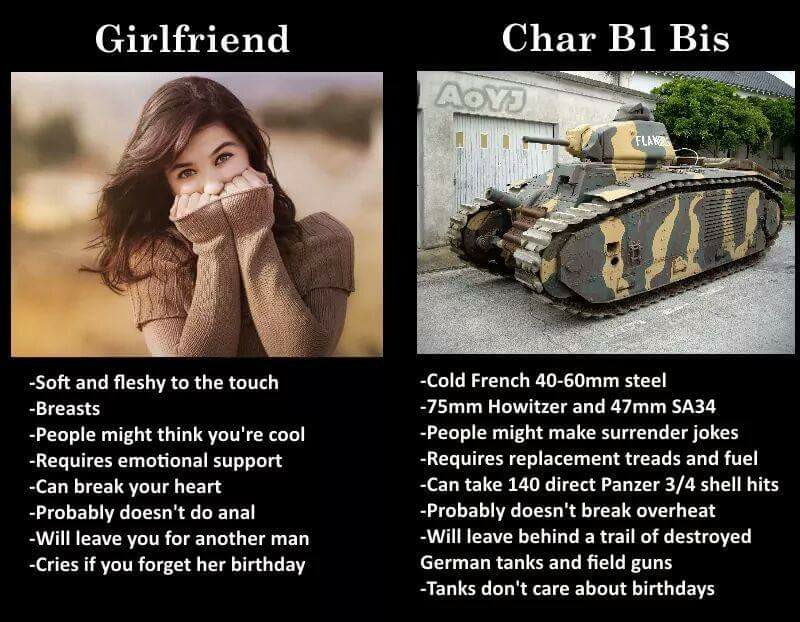 Girlfriend
-Soft and fleshy to the touch
-Breasts
-People might think you're cool
-Requires emotional support
-Can break your heart
-Probably doesn't do anal
-Will leave you for another man
-Cries if you forget her birthday
Char B1 Bis
AoYJ
-Cold French 40-60mm steel
-75mm Howitzer and 47mm SA34
-People might make surrender jokes
-Requires replacement treads and fuel
-Can take 140 direct Panzer 3/4 shell hits
-Probably doesn't break overheat
-Will leave behind a trail of destroyed
German tanks and field guns
-Tanks don't care about birthdays